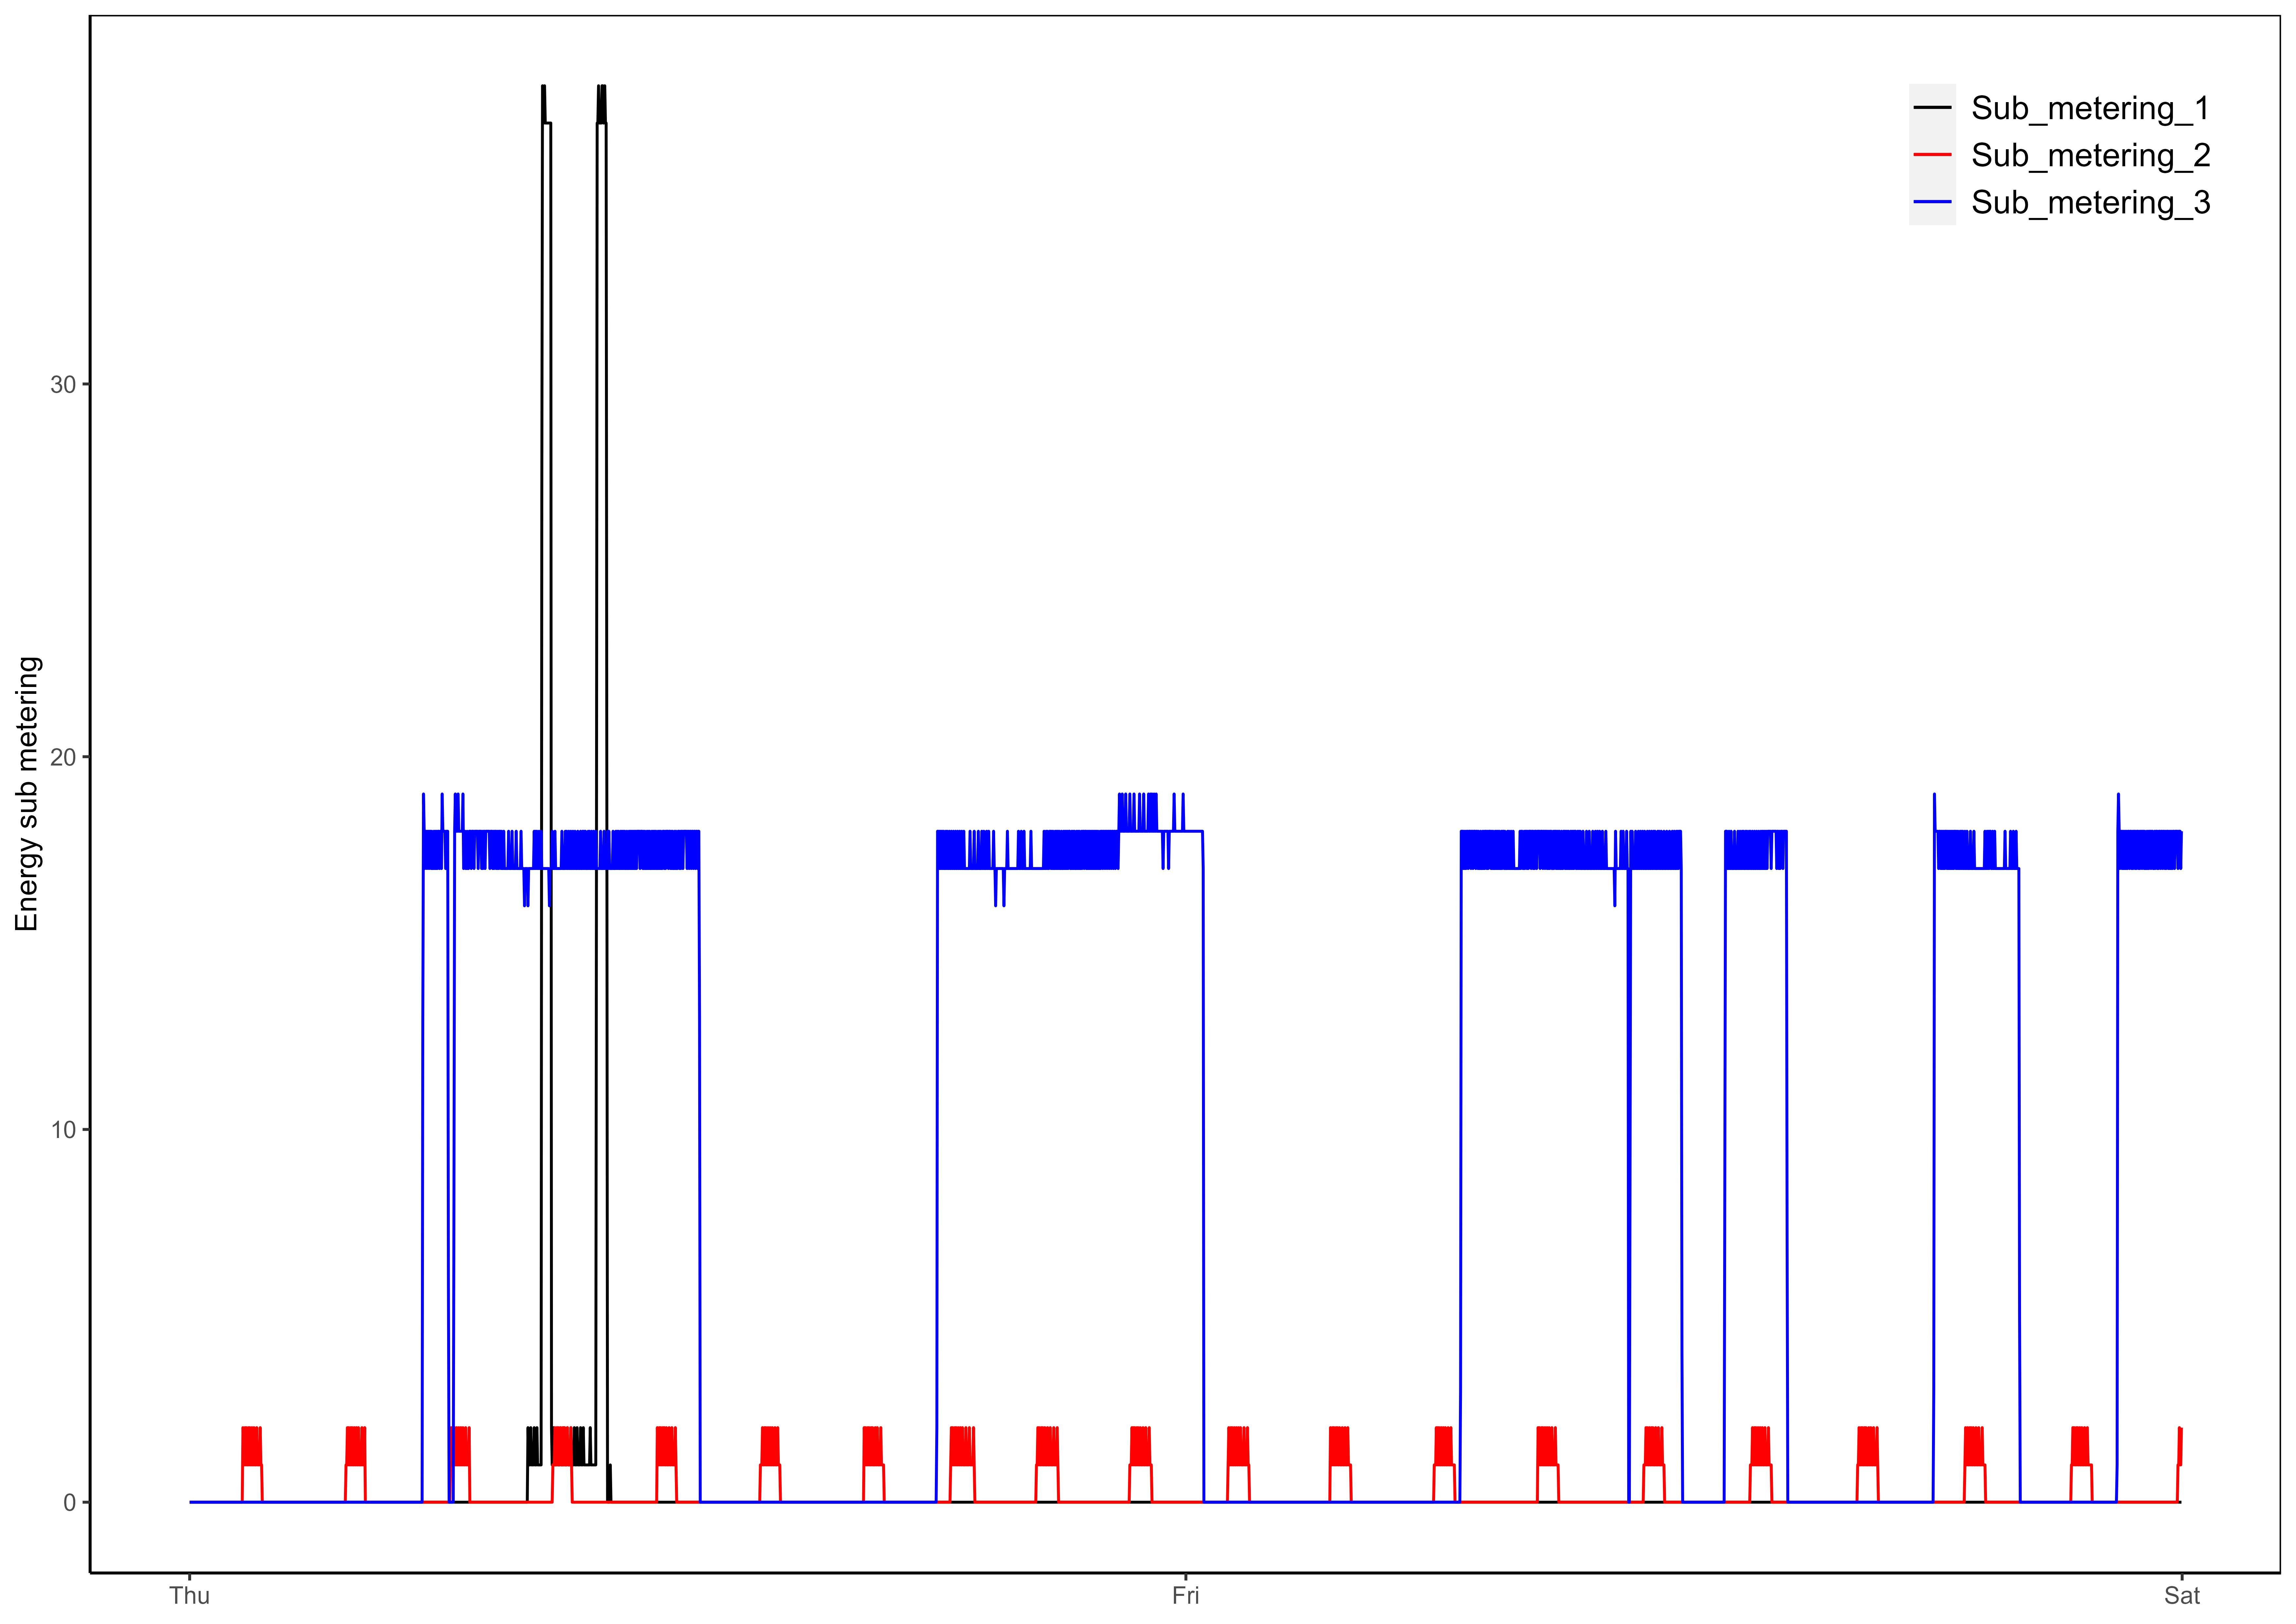 Sub_metering_1
Sub_metering_2
Sub_metering_3
Energy sub metering
30
20
10
0
Thu Fri Sat